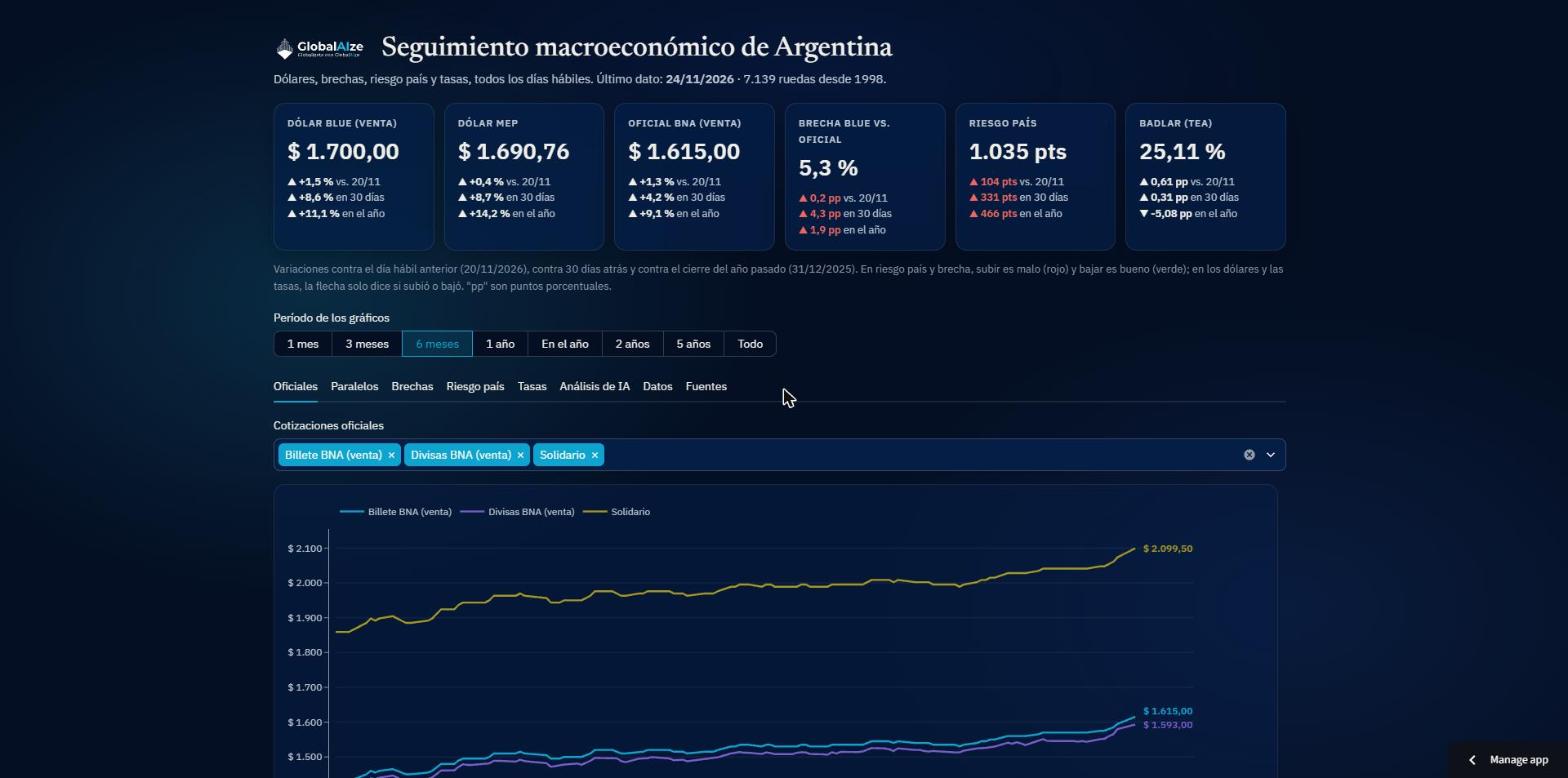 GlobalAIze
Seguimiento macroeconómico de Argentina
Dólares, brechas, riesgo país y tasas, todos los días hábiles. Último dato: 24/11/2026 · 7.139 ruedas desde 1998.
DÓLAR BLUE (VENTA)
$ 1.700,00
▲ +1,5 % vs. 20/11
▲ +8,6 % en 30 días
▲ +11,1 % en el año
DÓLAR MEP
$ 1.690,76
▲ +0,4 % vs. 20/11
▲ +8,7 % en 30 días
▲ +14,2 % en el año
OFICIAL BNA (VENTA)
$ 1.615,00
▲ +1,3 % vs. 20/11
▲ +4,2 % en 30 días
▲ +9,1 % en el año
BRECHA BLUE VS.
OFICIAL
5,3 %
▲ 0,2 pp vs. 20/11
▲ 4,3 pp en 30 días
▲ 1,9 pp en el año
RIESGO PAÍS
1.035 pts
▲ 104 pts vs. 20/11
▲ 331 pts en 30 días
▲ 466 pts en el año
BADLAR (TEA)
25,11 %
▲ 0,61 pp vs. 20/11
▲ 0,31 pp en 30 días
▼ -5,08 pp en el año
Variaciones contra el día hábil anterior (20/11/2026), contra 30 días atrás y contra el cierre del año pasado (31/12/2025). En riesgo país y brecha, subir es malo (rojo) y bajar es bueno (verde); en los dólares y las
tasas, la flecha solo dice si subió o bajó. "pp" son puntos porcentuales.
Período de los gráficos
1 mes 3 meses 6 meses 1 año En el año 2 años 5 años Todo
Oficiales Paralelos Brechas Riesgo país Tasas Análisis de IA Datos Fuentes
Cotizaciones oficiales
Billete BNA (venta) × Divisas BNA (venta) × Solidario ×
Billete BNA (venta) Divisas BNA (venta) Solidario
$ 2.100
$ 2.099,50
$ 2.000
$ 1.900
$ 1.800
$ 1.700
$ 1.615,00
$ 1.600
$ 1.593,00
$ 1.500
Manage app